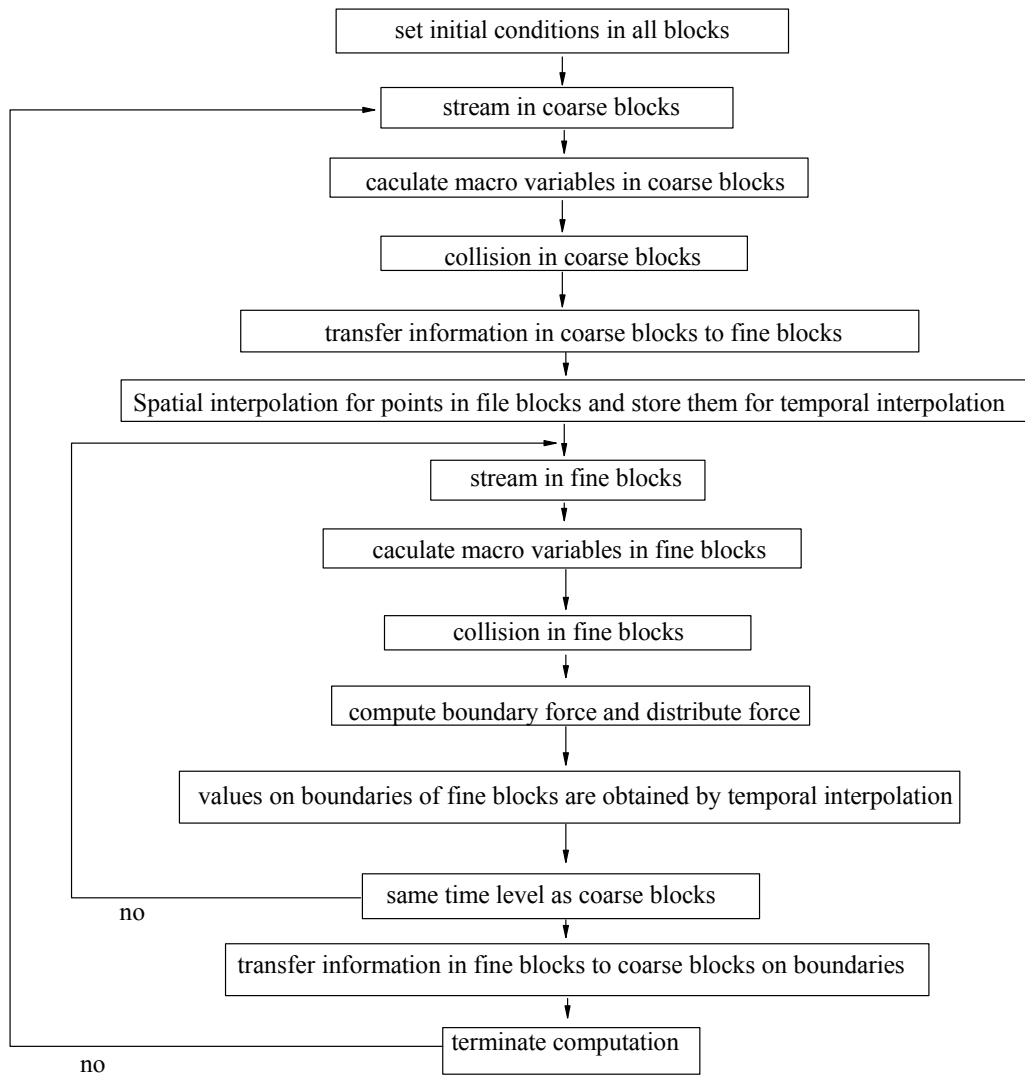 set initial conditions in all blocks
stream in coarse blocks
caculate macro variables in coarse blocks
collision in coarse blocks
transfer information in coarse blocks to fine blocks
Spatial interpolation for points in file blocks and store them for temporal interpolation
stream in fine blocks
caculate macro variables in fine blocks
collision in fine blocks
compute boundary force and distribute force
values on boundaries of fine blocks are obtained by temporal interpolation
same time level as coarse blocks
no
transfer information in fine blocks to coarse blocks on boundaries
terminate computation
no